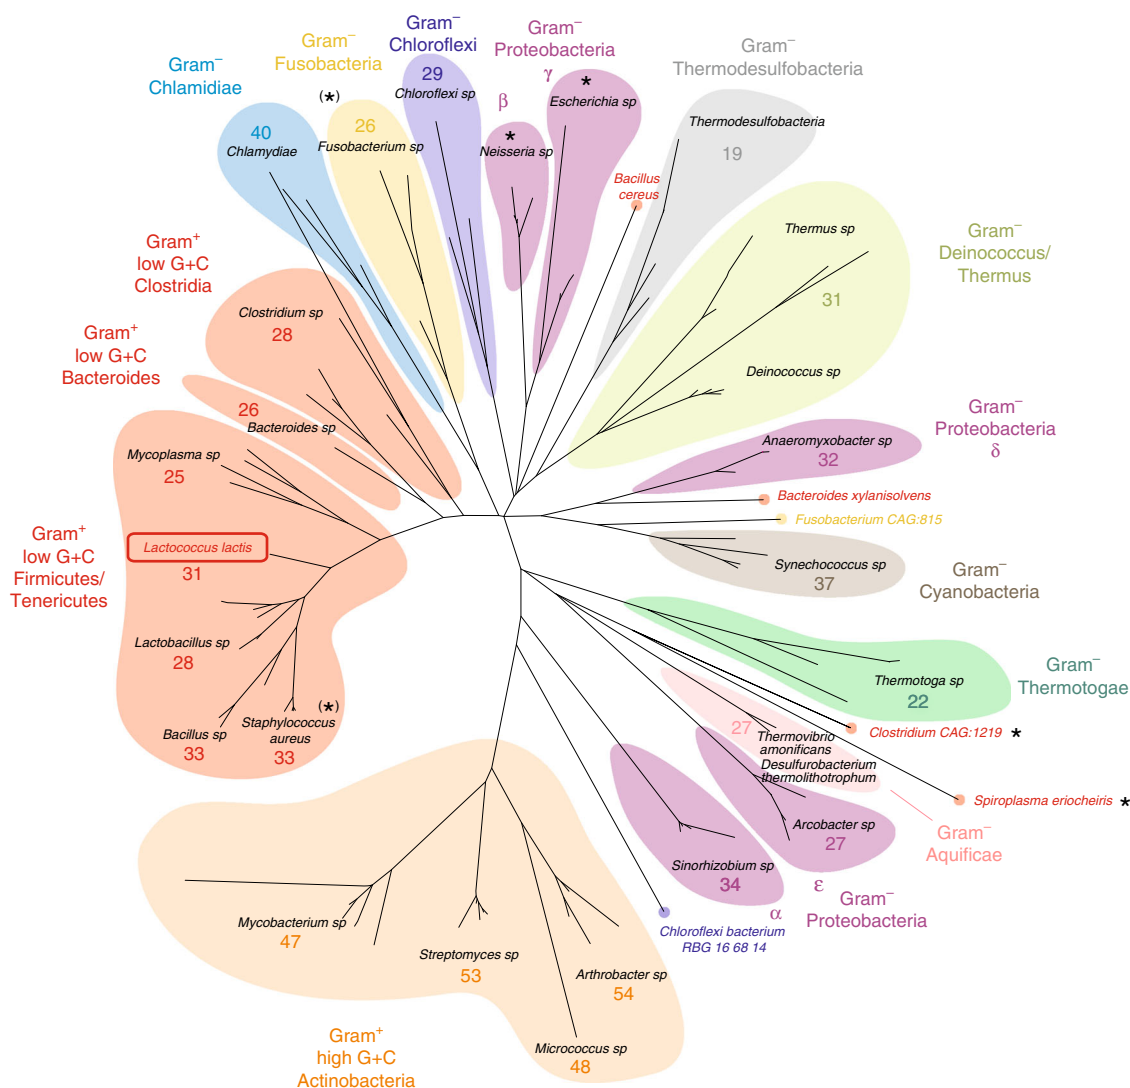 Gram⁻
Chlamidiae
40
Chlamydiae
Gram⁻
Fusobacteria
(*)
26
Fusobacterium sp
Gram⁻
Chloroflexi
29
Chloroflexi sp
Gram⁻
Proteobacteria
γ
*
Escherichia sp
β
*
Neisseria sp
Bacillus
cereus
Gram⁻
Thermodesulfobacteria
Thermodesulfobacteria
19
Gram⁻
Deinococcus/
Thermus
Thermus sp
31
Deinococcus sp
Gram⁻
Proteobacteria
δ
Anaeromyxobacter sp
32
Bacteroides xylanisolvens
Fusobacterium CAG:815
Synechococcus sp
37
Gram⁻
Cyanobacteria
Gram⁻
Thermotogae
Thermotoga sp
22
Clostridium CAG:1219 *
27
Thermovibrio
amonificans
Desulfurobacterium
thermolithotrophum
Spiroplasma eriocheiris *
Gram⁻
Aquificae
Arcobacter sp
27
ε
Gram⁻
Proteobacteria
Sinorhizobium sp
34
α
Chloroflexi bacterium
RBG 16 68 14
Gram⁺
low G+C
Clostridia
Clostridium sp
28
Gram⁺
low G+C
Bacteroides
26
Bacteroides sp
Mycoplasma sp
25
Gram⁺
low G+C
Firmicutes/
Tenericutes
Lactococcus lactis
31
Lactobacillus sp
28
Bacillus sp
33
(*)
Staphylococcus
aureus
33
Mycobacterium sp
47
Streptomyces sp
53
Arthrobacter sp
54
Micrococcus sp
48
Gram⁺
high G+C
Actinobacteria